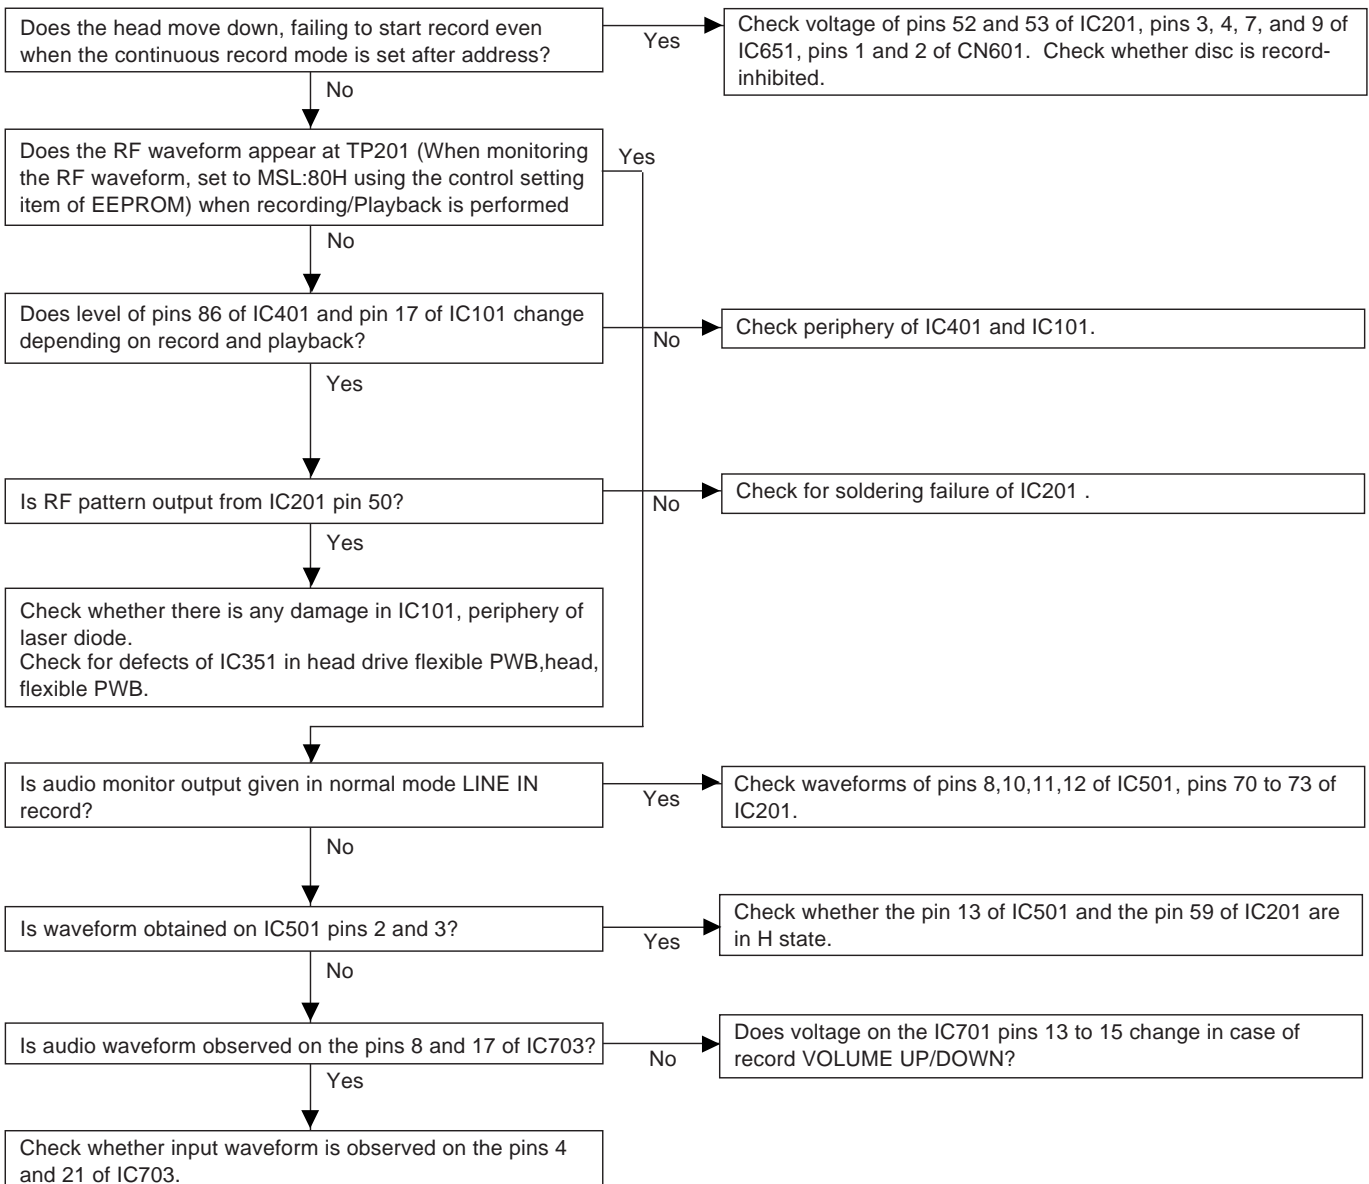 Does the head move down, failing to start record even
when the continuous record mode is set after address?
Yes
Check voltage of pins 52 and 53 of IC201, pins 3, 4, 7, and 9 of
IC651, pins 1 and 2 of CN601.  Check whether disc is record-
inhibited.
No
Does the RF waveform appear at TP201 (When monitoring
the RF waveform, set to MSL:80H using the control setting
item of EEPROM) when recording/Playback is performed
Yes
No
Does level of pins 86 of IC401 and pin 17 of IC101 change
depending on record and playback?
No
Check periphery of IC401 and IC101.
Yes
Is RF pattern output from IC201 pin 50?
No
Check for soldering failure of IC201 .
Yes
Check whether there is any damage in IC101, periphery of
laser diode.
Check for defects of IC351 in head drive flexible PWB,head,
flexible PWB.
Is audio monitor output given in normal mode LINE IN
record?
Yes
Check waveforms of pins 8,10,11,12 of IC501, pins 70 to 73 of
IC201.
No
Is waveform obtained on IC501 pins 2 and 3?
Yes
Check whether the pin 13 of IC501 and the pin 59 of IC201 are
in H state.
No
Is audio waveform observed on the pins 8 and 17 of IC703?
No
Does voltage on the IC701 pins 13 to 15 change in case of
record VOLUME UP/DOWN?
Yes
Check whether input waveform is observed on the pins 4
and 21 of IC703.